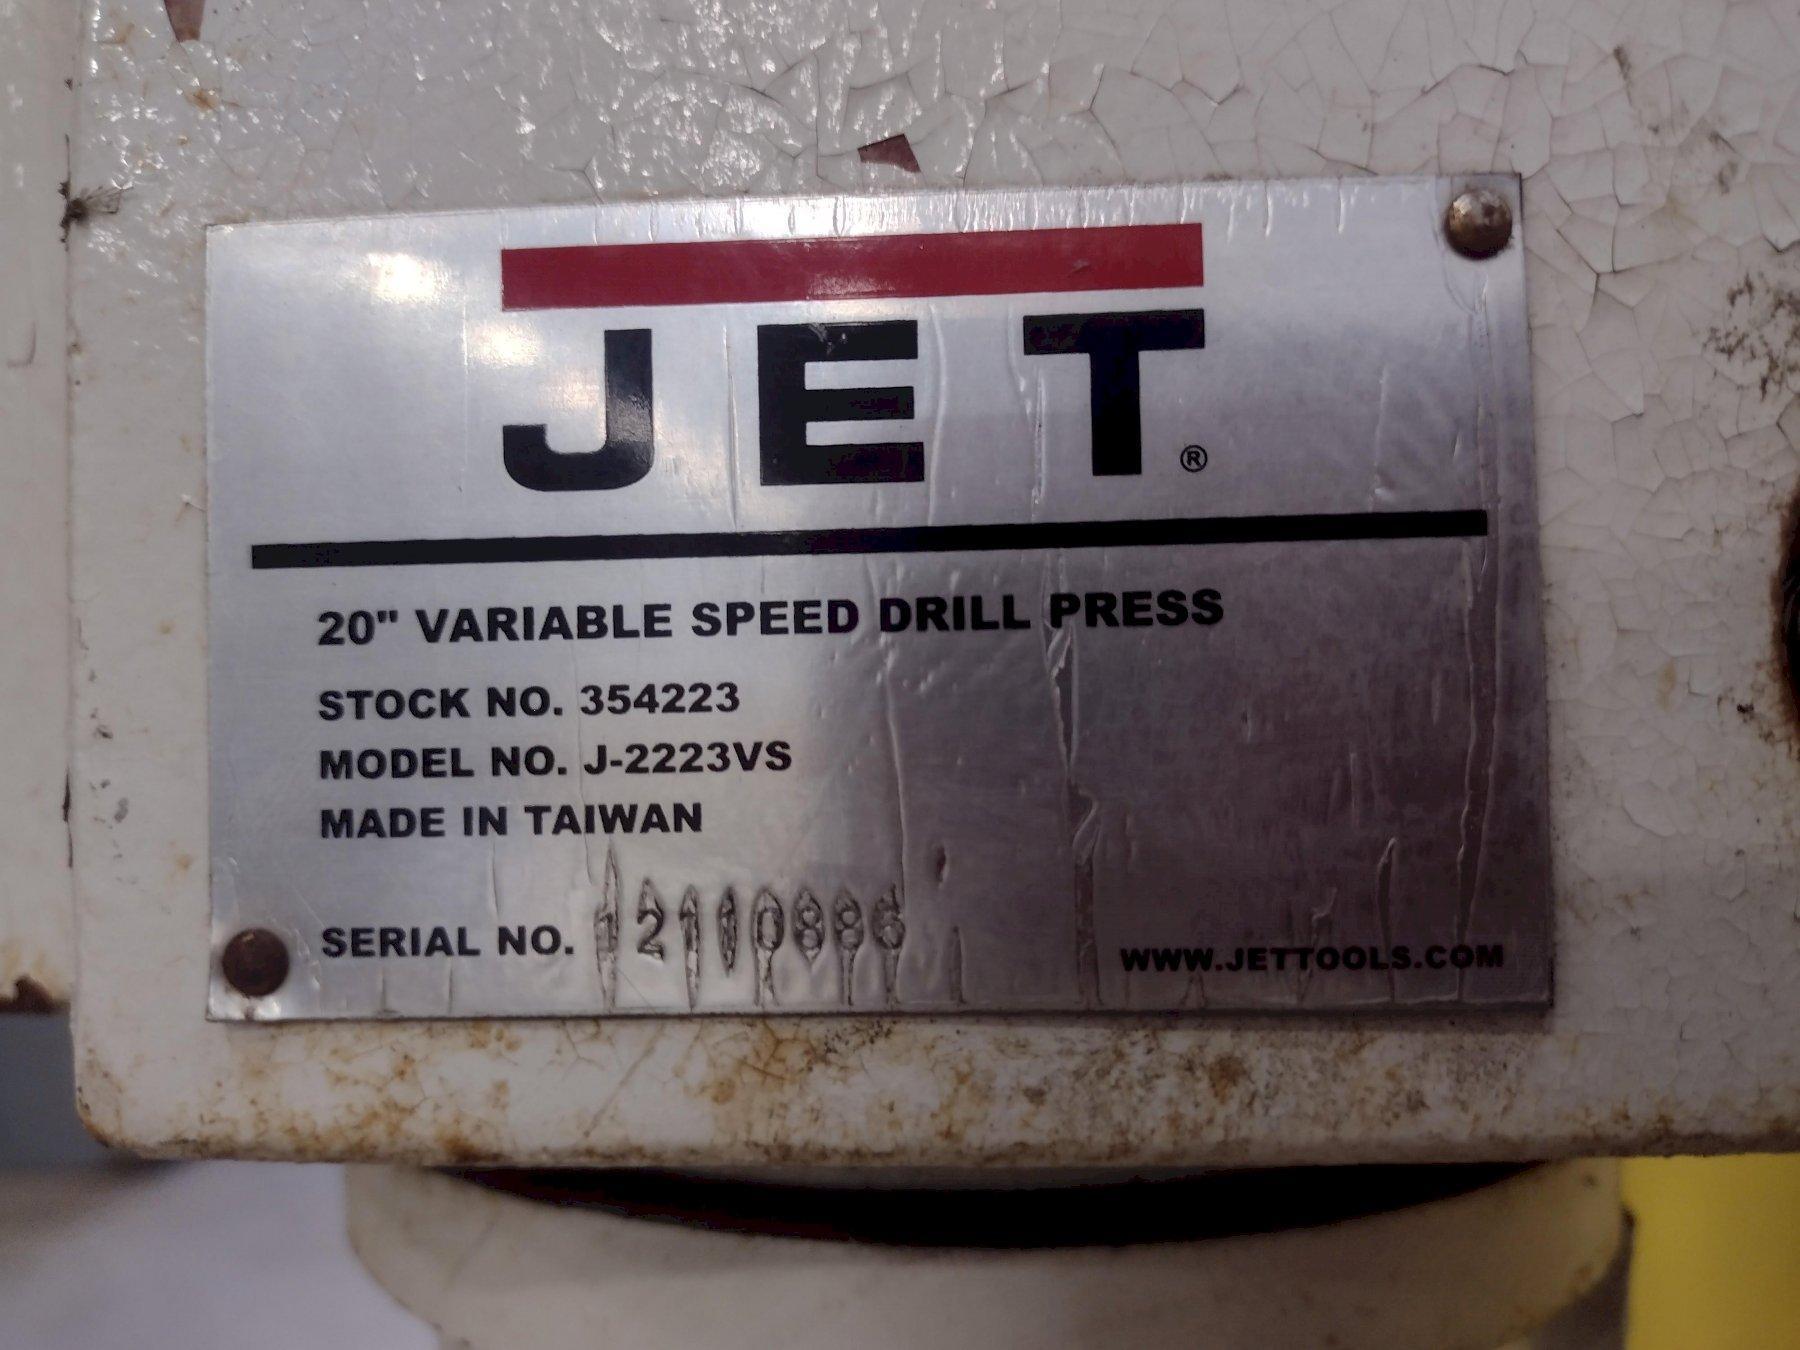 JET®
20" VARIABLE SPEED DRILL PRESS
STOCK NO. 354223
MODEL NO. J-2223VS
MADE IN TAIWAN
SERIAL NO. 12110886
WWW.JETTOOLS.COM